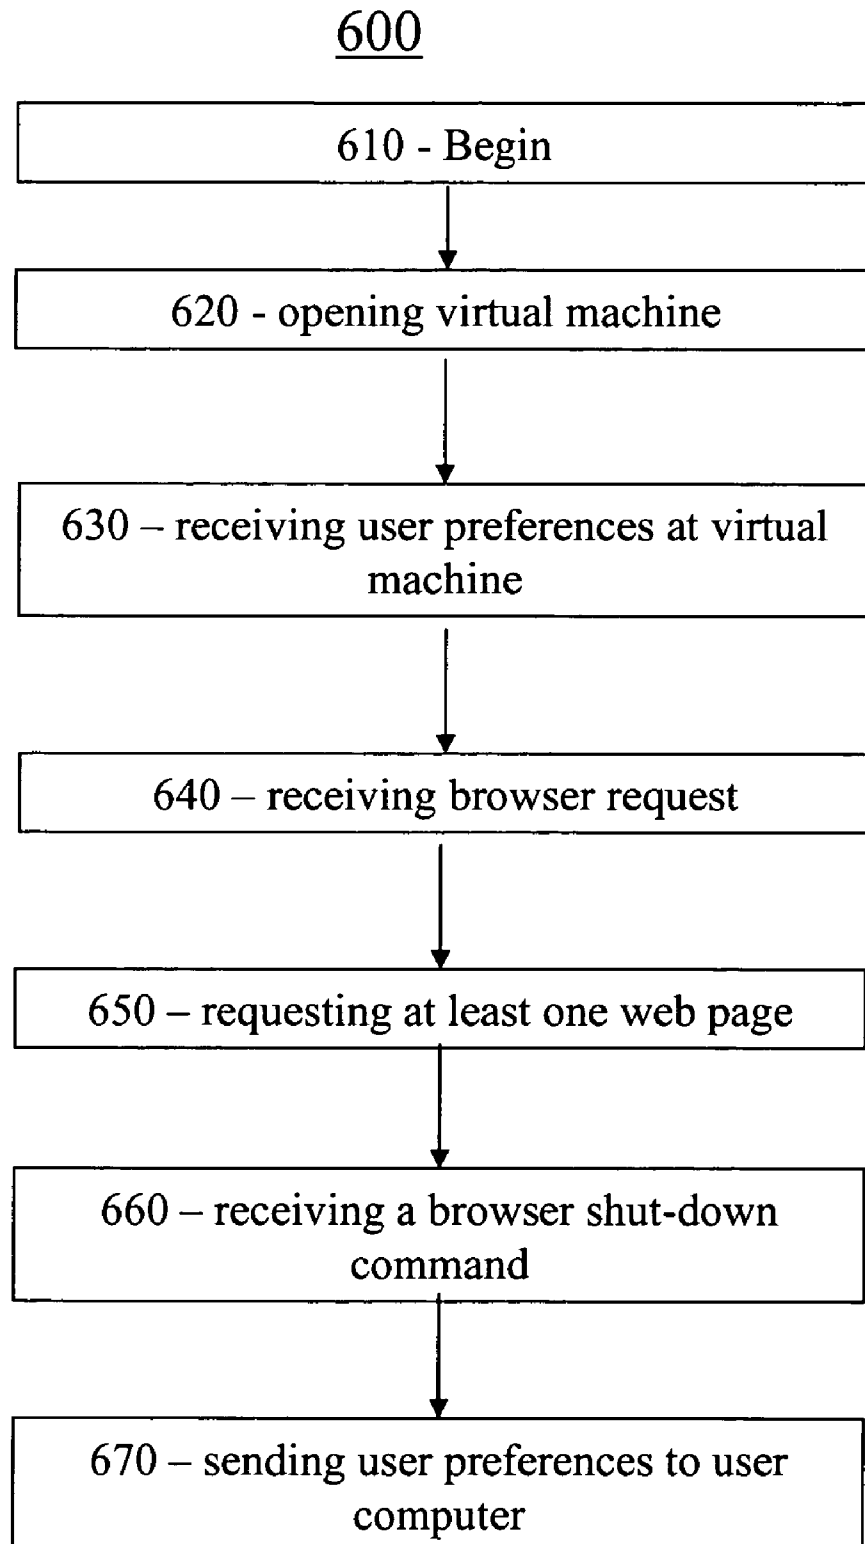 600
610 - Begin
620 - opening virtual machine
630 – receiving user preferences at virtual
machine
640 – receiving browser request
650 – requesting at least one web page
660 – receiving a browser shut-down
command
670 – sending user preferences to user
computer